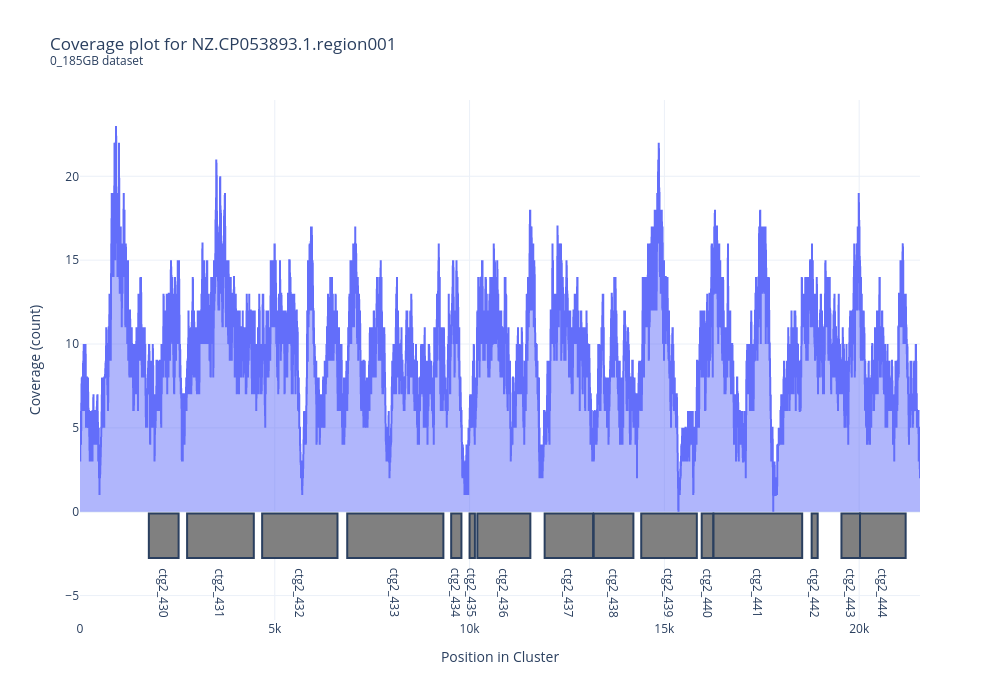 Coverage plot for NZ.CP053893.1.region001
0_185GB dataset
Coverage (count)
20
15
10
5
0
−5
ctg2_430
ctg2_431
ctg2_432
ctg2_433
ctg2_434
ctg2_435
ctg2_436
ctg2_437
ctg2_438
ctg2_439
ctg2_440
ctg2_441
ctg2_442
ctg2_443
ctg2_444
0
5k
10k
15k
20k
Position in Cluster